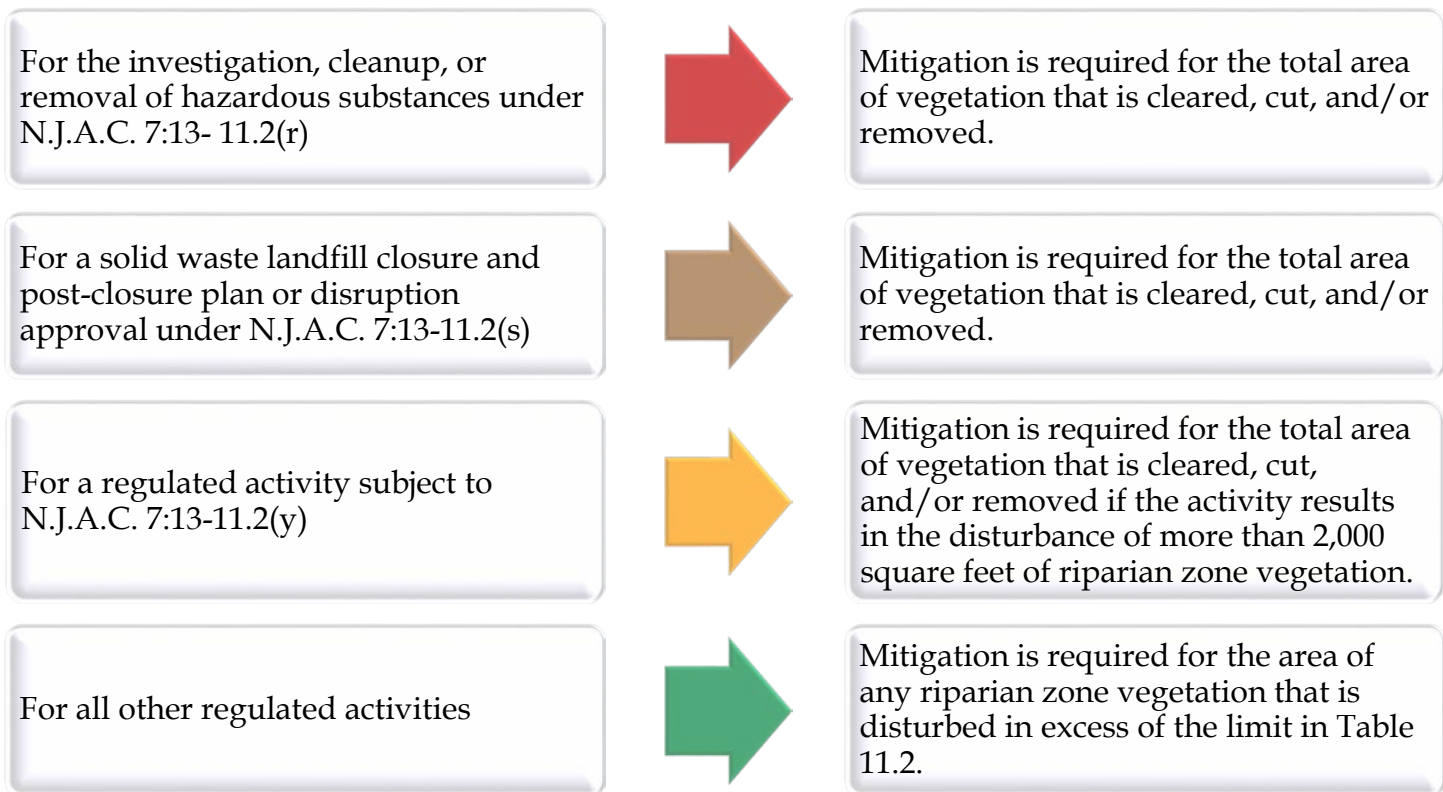 For the investigation, cleanup, or
removal of hazardous substances under
N.J.A.C. 7:13- 11.2(r)
Mitigation is required for the total area
of vegetation that is cleared, cut, and/or
removed.
For a solid waste landfill closure and
post-closure plan or disruption
approval under N.J.A.C. 7:13-11.2(s)
Mitigation is required for the total area
of vegetation that is cleared, cut, and/or
removed.
For a regulated activity subject to
N.J.A.C. 7:13-11.2(y)
Mitigation is required for the total area
of vegetation that is cleared, cut,
and/or removed if the activity results
in the disturbance of more than 2,000
square feet of riparian zone vegetation.
For all other regulated activities
Mitigation is required for the area of
any riparian zone vegetation that is
disturbed in excess of the limit in Table
11.2.